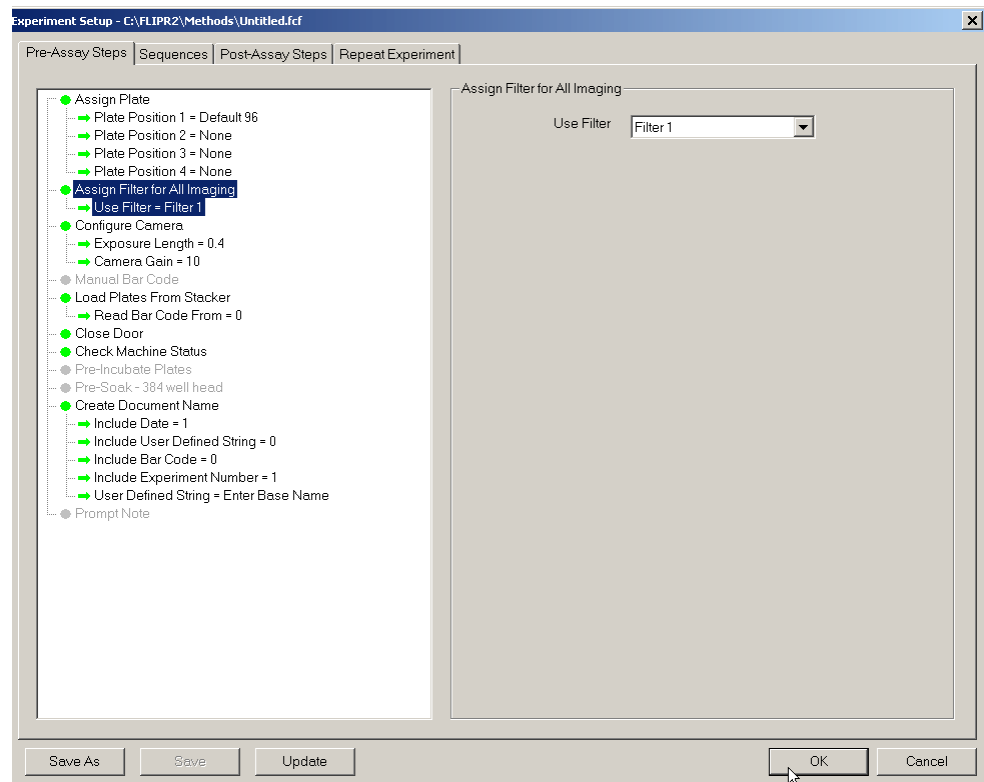 Experiment Setup - C:\FLIPR2\Methods\Untitled.fcf
Pre-Assay Steps Sequences Post-Assay Steps Repeat Experiment
Assign Plate
Plate Position 1 = Default 96
Plate Position 2 = None
Plate Position 3 = None
Plate Position 4 = None
Assign Filter for All Imaging
Use Filter = Filter 1
Configure Camera
Exposure Length = 0.4
Camera Gain = 10
Manual Bar Code
Load Plates From Stacker
Read Bar Code From = 0
Close Door
Check Machine Status
Pre-Incubate Plates
Pre-Soak - 384 well head
Create Document Name
Include Date = 1
Include User Defined String = 0
Include Bar Code = 0
Include Experiment Number = 1
User Defined String = Enter Base Name
Prompt Note
Assign Filter for All Imaging
Use Filter Filter 1
Save As Save Update OK Cancel